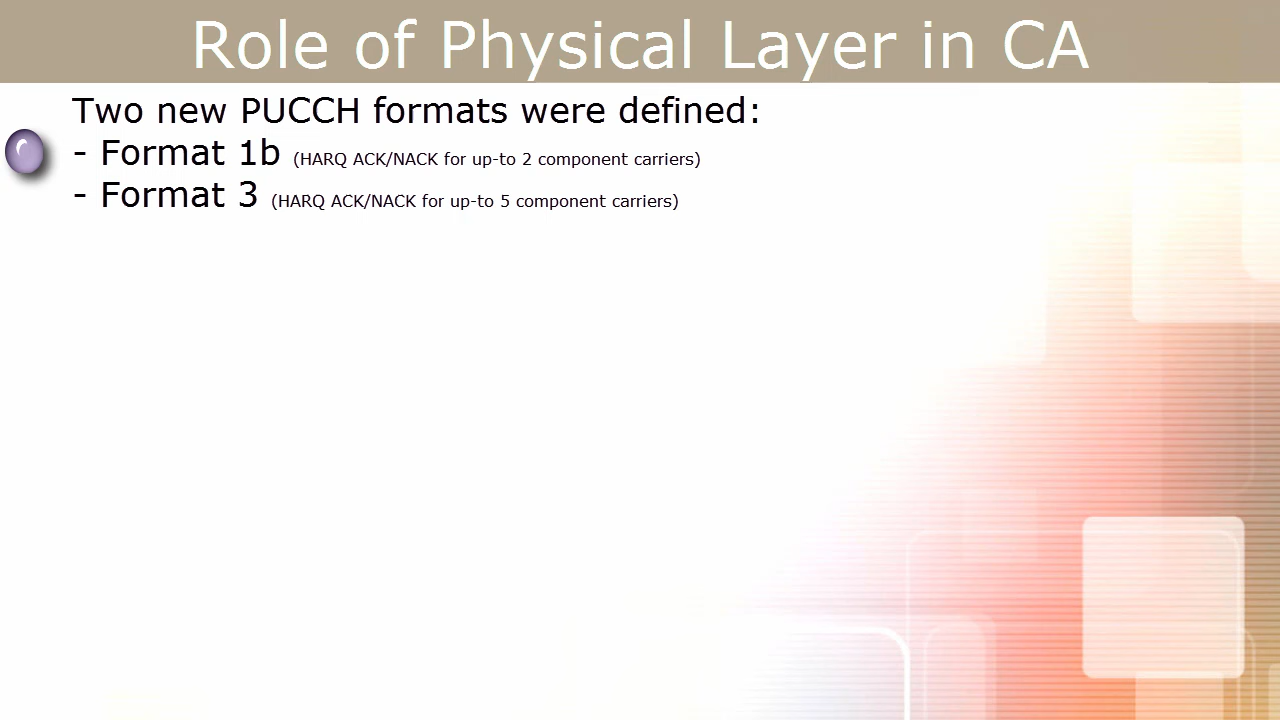 Role of Physical Layer in CA
Two new PUCCH formats were defined:
- Format 1b (HARQ ACK/NACK for up-to 2 component carriers)
- Format 3 (HARQ ACK/NACK for up-to 5 component carriers)